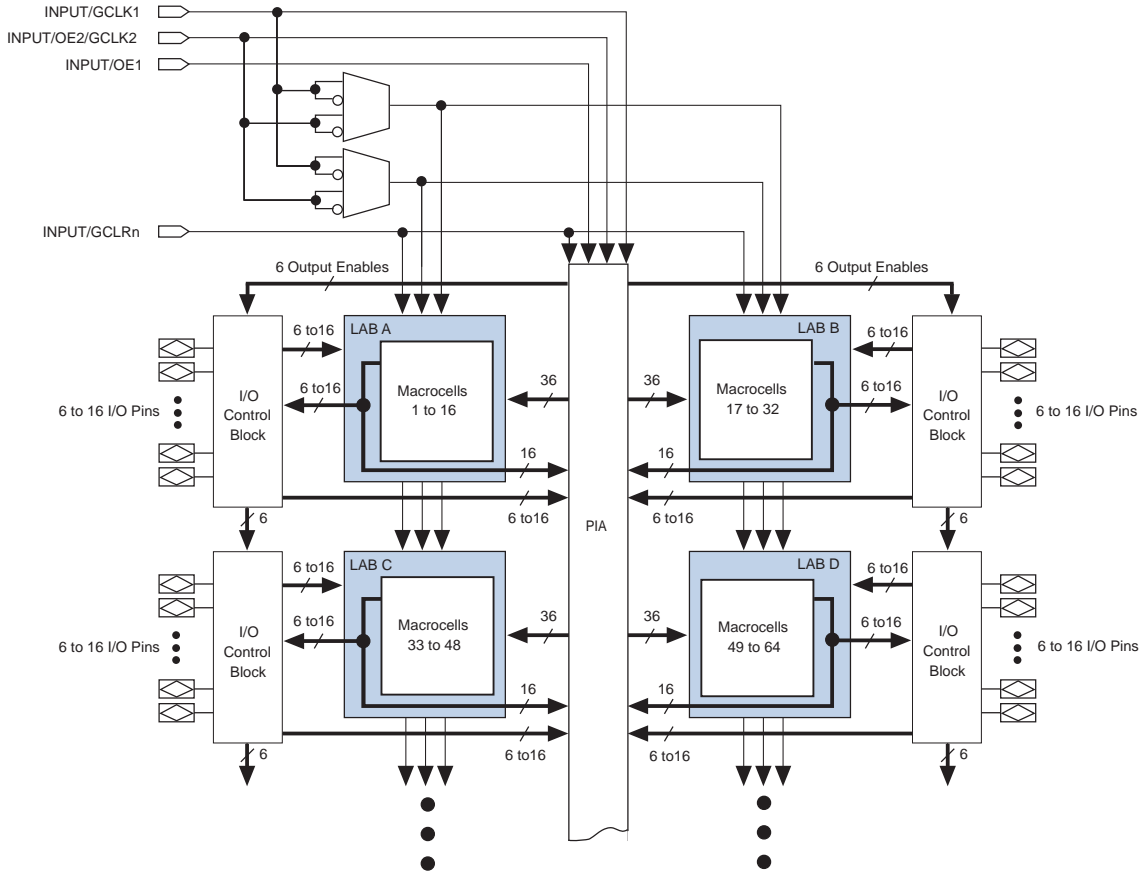 INPUT/GCLK1
INPUT/OE2/GCLK2
INPUT/OE1
INPUT/GCLRn
6 Output Enables
6 Output Enables
6 to16
LAB A
LAB B
6 to16
6 to 16 I/O Pins
I/O
Control
Block
6 to16
Macrocells
1 to 16
36
36
Macrocells
17 to 32
6 to16
I/O
Control
Block
6 to 16 I/O Pins
16
16
6 to16
6 to16
PIA
6
6
6 to16
LAB C
LAB D
6 to16
6 to 16 I/O Pins
I/O
Control
Block
6 to16
Macrocells
33 to 48
36
36
Macrocells
49 to 64
6 to16
I/O
Control
Block
6 to 16 I/O Pins
16
16
6 to16
6 to16
6
6